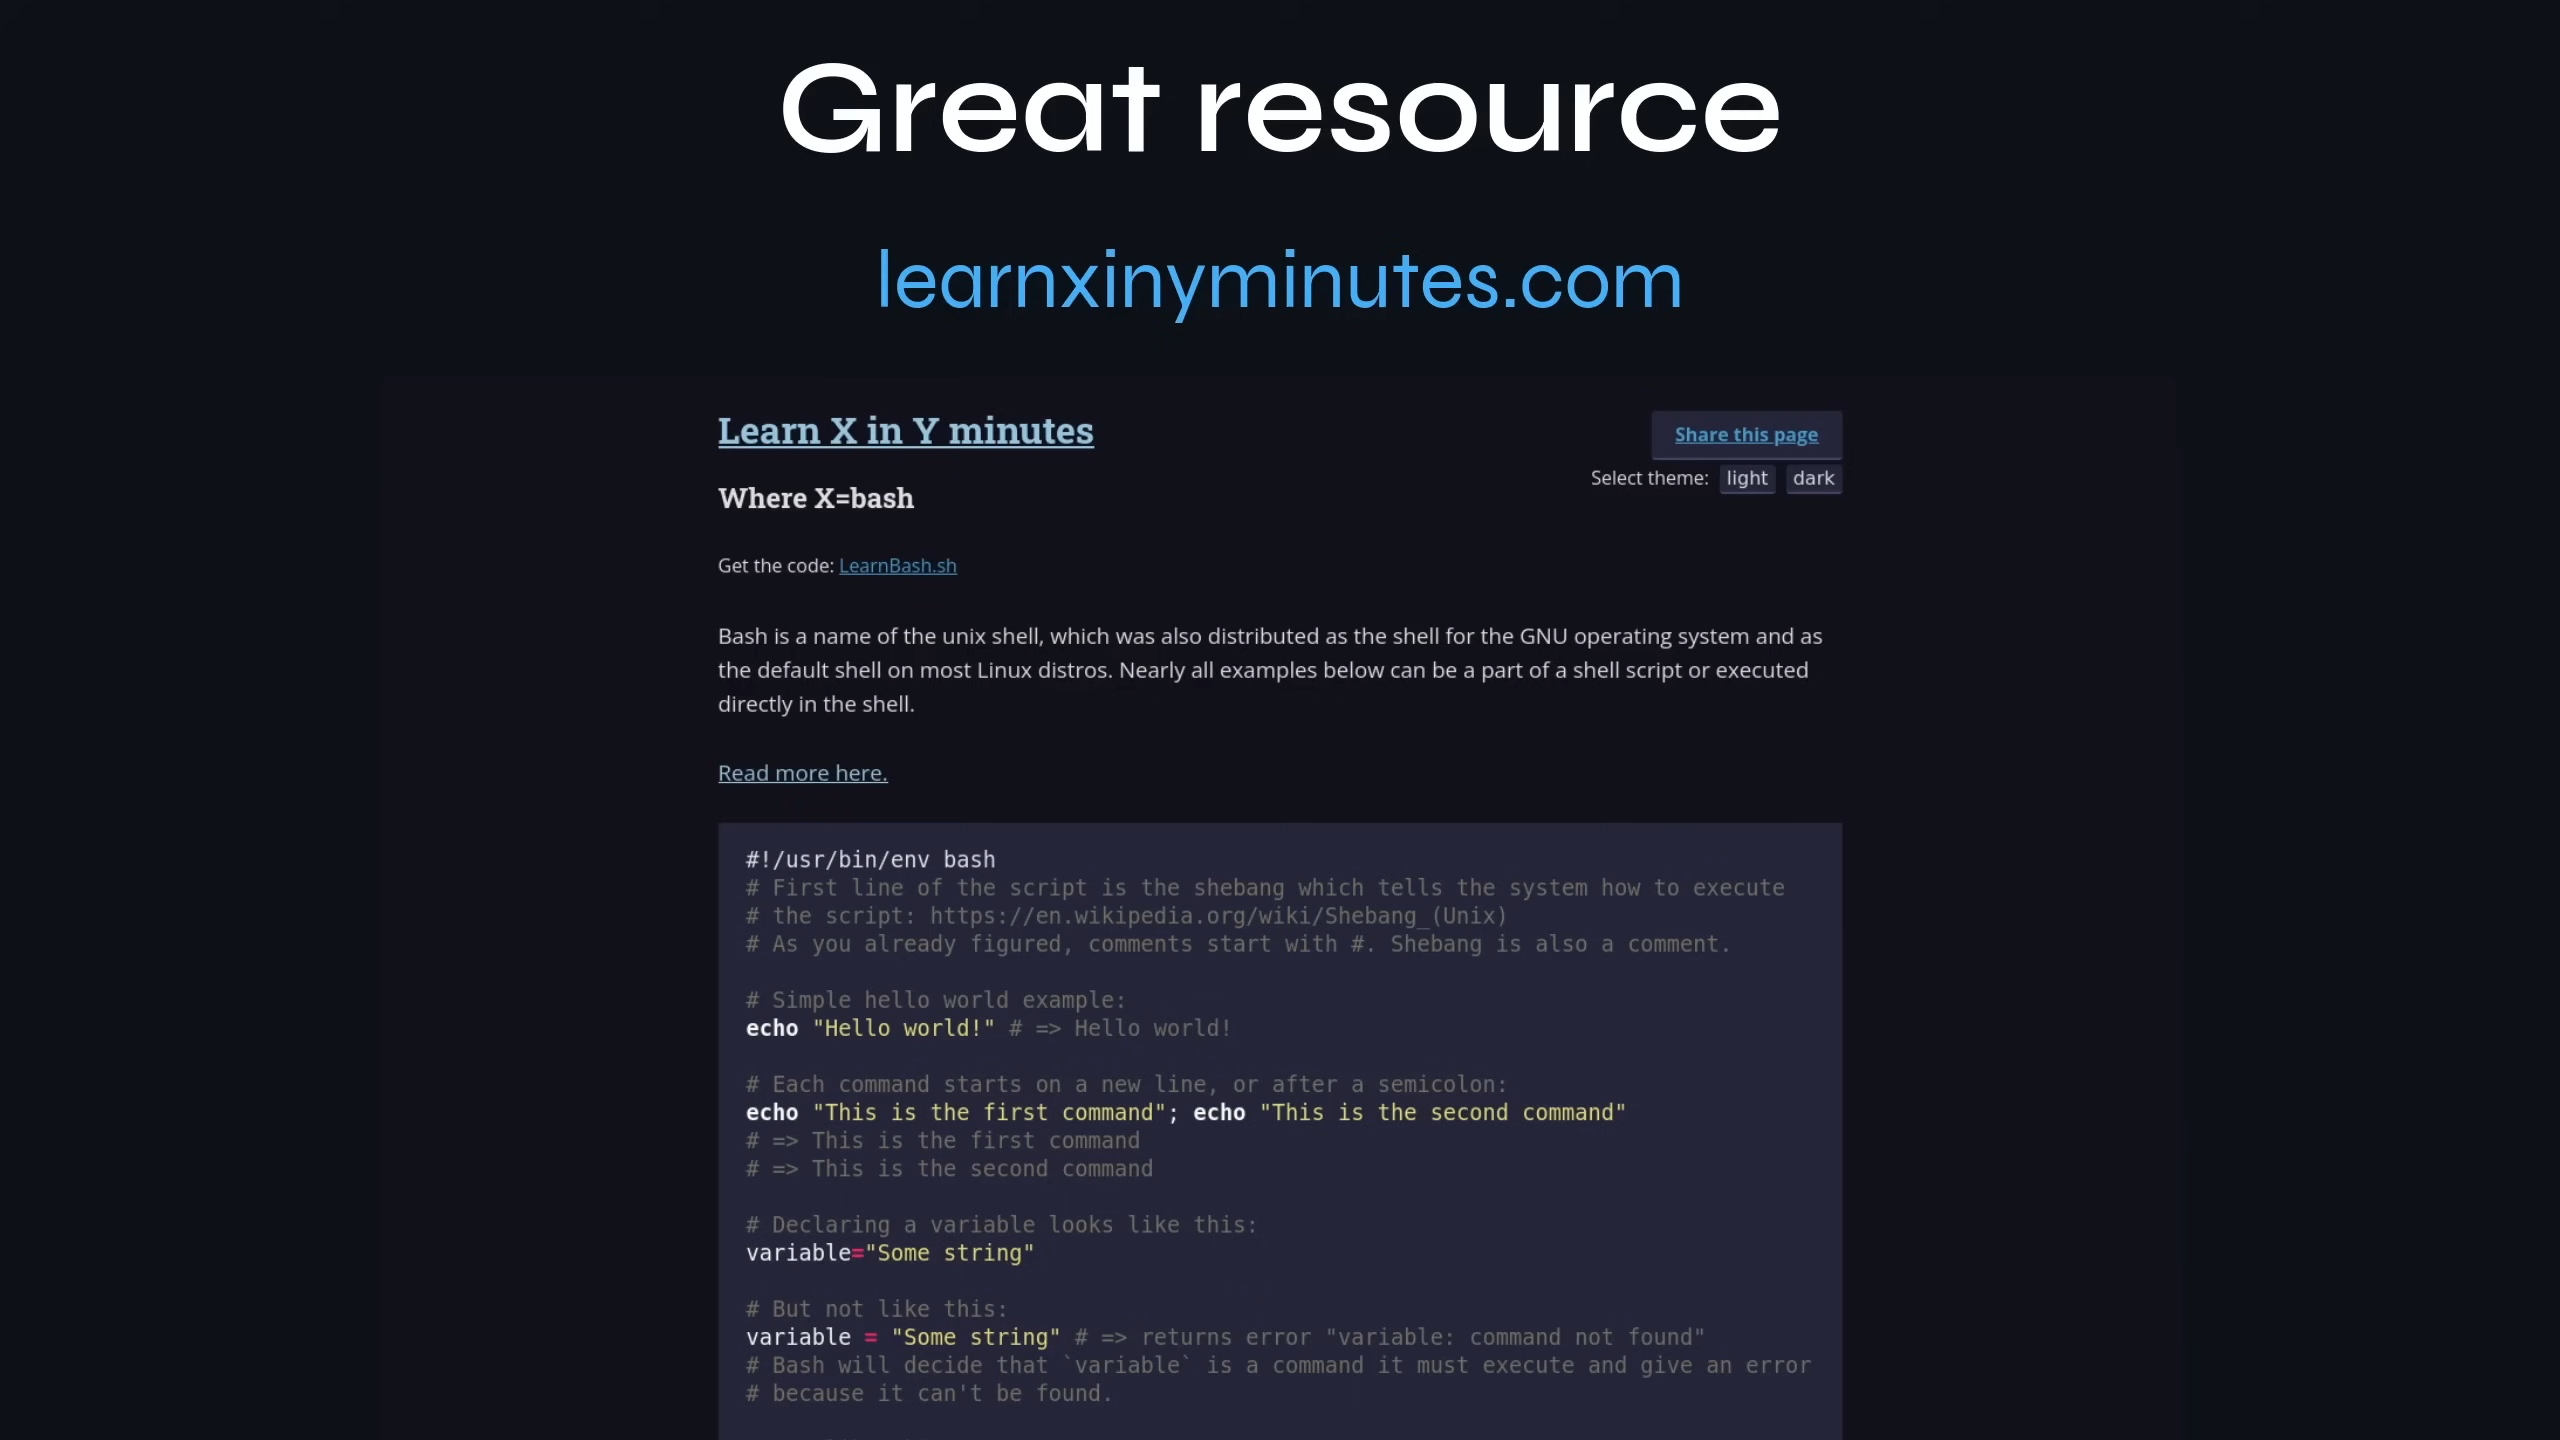 Great resource
learnxinyminutes.com
Learn X in Y minutes
Share this page
Select theme: light dark
Where X=bash
Get the code: LearnBash.sh
Bash is a name of the unix shell, which was also distributed as the shell for the GNU operating system and as
the default shell on most Linux distros. Nearly all examples below can be a part of a shell script or executed
directly in the shell.
Read more here.
#!/usr/bin/env bash
# First line of the script is the shebang which tells the system how to execute
# the script: https://en.wikipedia.org/wiki/Shebang_(Unix)
# As you already figured, comments start with #. Shebang is also a comment.
# Simple hello world example:
echo "Hello world!" # => Hello world!
# Each command starts on a new line, or after a semicolon:
echo "This is the first command"; echo "This is the second command"
# => This is the first command
# => This is the second command
# Declaring a variable looks like this:
variable="Some string"
# But not like this:
variable = "Some string" # => returns error "variable: command not found"
# Bash will decide that `variable` is a command it must execute and give an error
# because it can't be found.